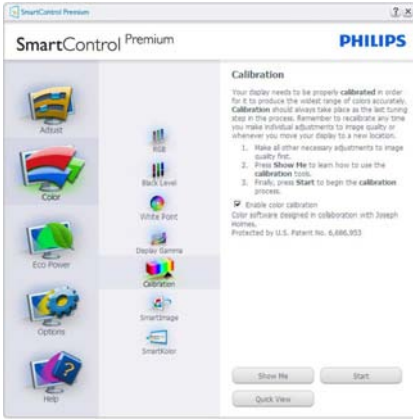 SmartControl Premium
SmartControl Premium
PHILIPS
Adjust
Color
Eco Power
Options
Help
RGB
Black Level
White Point
Display Gamma
Calibration
SmartImage
SmartKolor
Calibration
Your display needs to be properly calibrated in order
for it to produce the widest range of colors accurately.
Calibration should always take place as the last tuning
step in the process. Remember to recalibrate any time
you make individual adjustments to image quality or
whenever you move your display to a new location.
1. Make all other necessary adjustments to image
quality first.
2. Press Show Me to learn how to use the
calibration tools.
3. Finally, press Start to begin the calibration
process.
Enable color calibration
Color software designed in collaboration with Joseph
Holmes.
Protected by U.S. Patent No. 6,686,953
Show Me
Start
Quick View